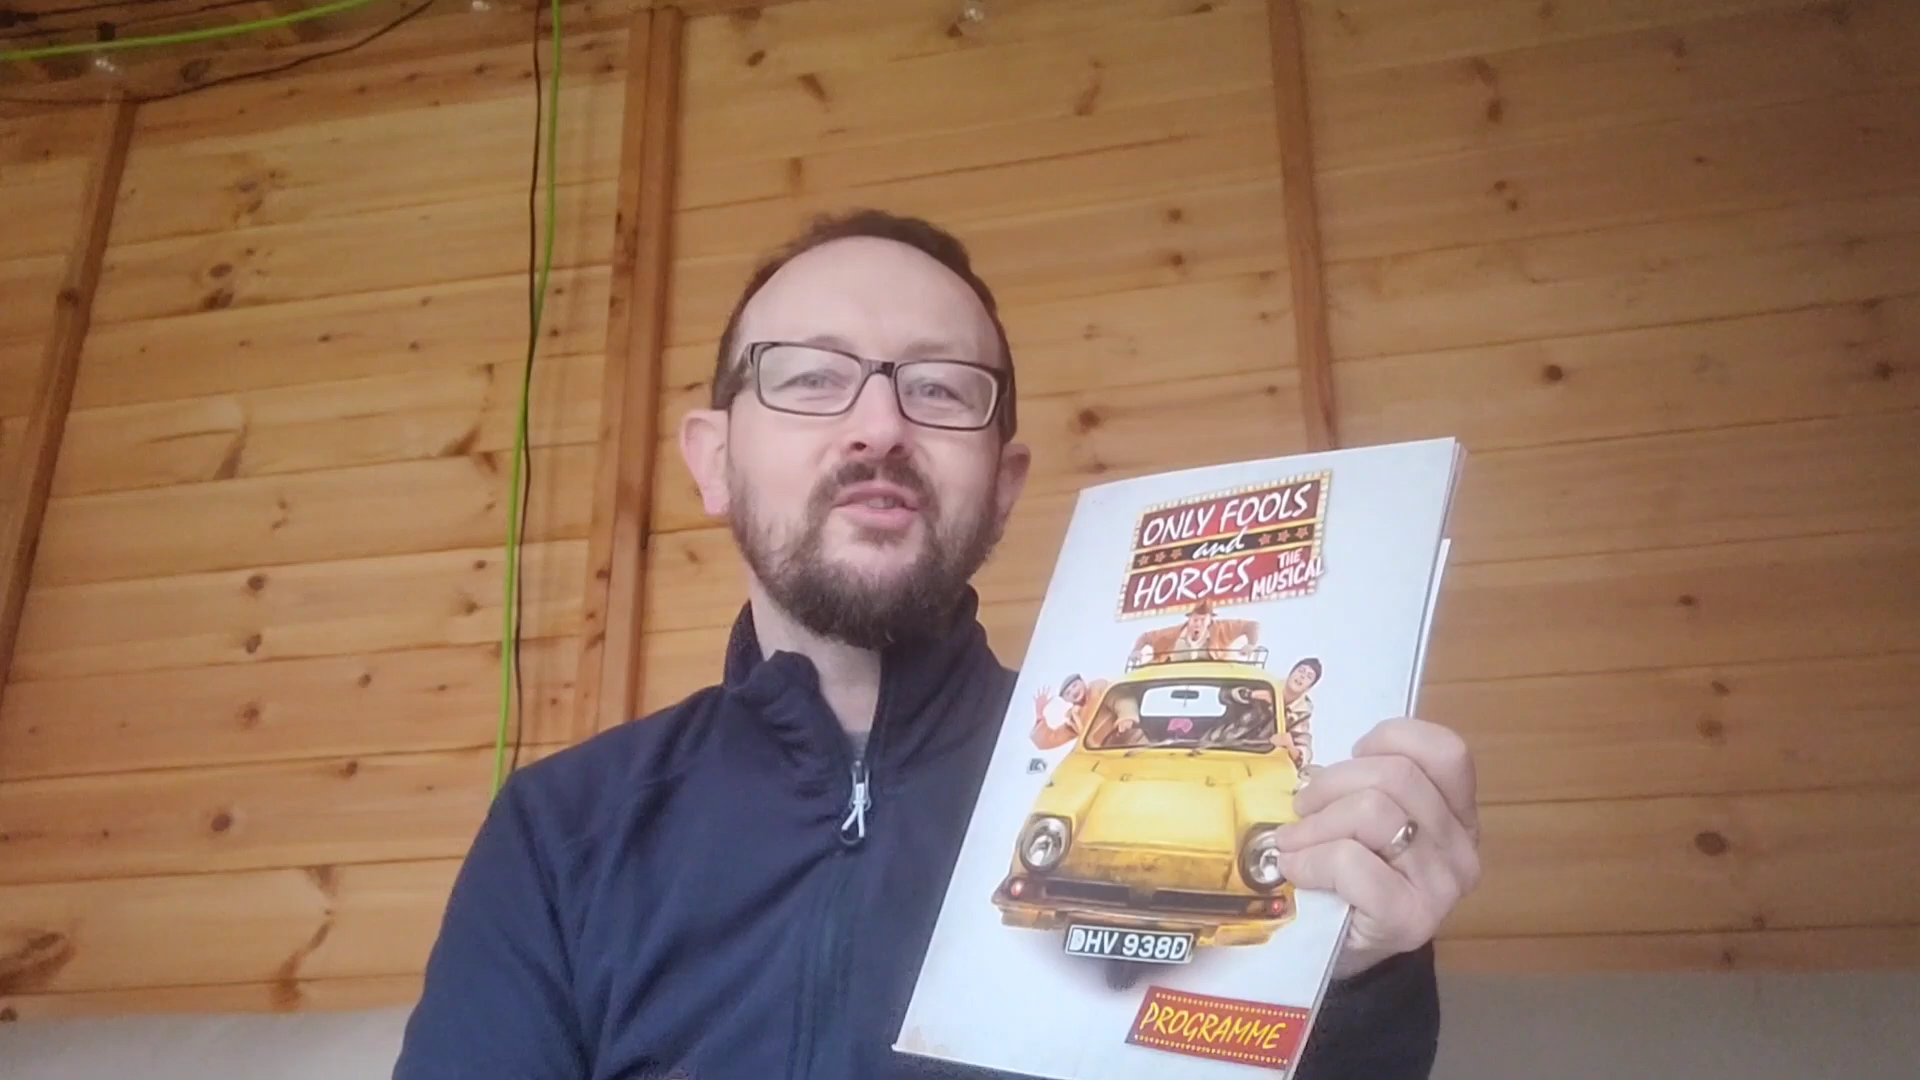 ONLY FOOLS
and
HORSES THE MUSICAL
DHV 938D
PROGRAMME